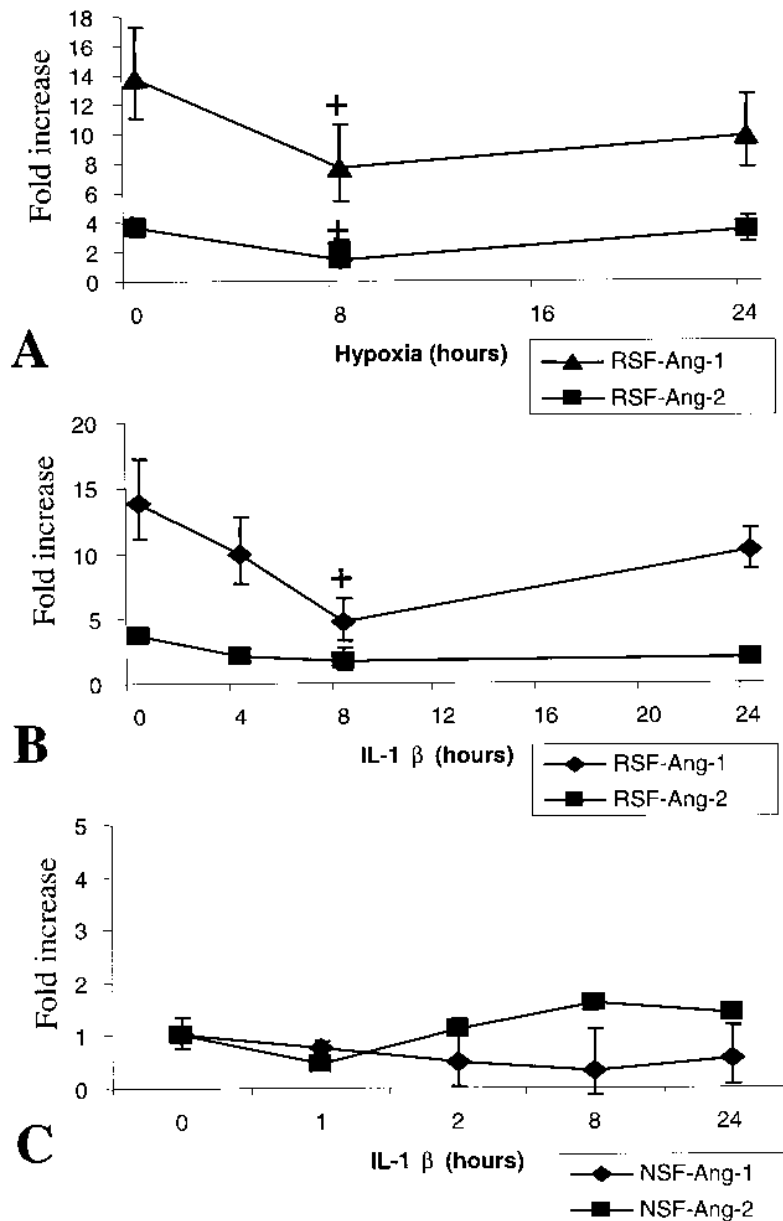 Fold increase
18
16
14
12
10
8
6
4
2
0
+
+
0 8 16 24
A
Hypoxia (hours)
RSF-Ang-1
RSF-Ang-2
Fold increase
20
15
10
5
0
+
0 4 8 12 16 20 24
B
IL-1 β (hours)
RSF-Ang-1
RSF-Ang-2
Fold increase
5
4
3
2
1
0
0 1 2 8 24
C
IL-1 β (hours)
NSF-Ang-1
NSF-Ang-2